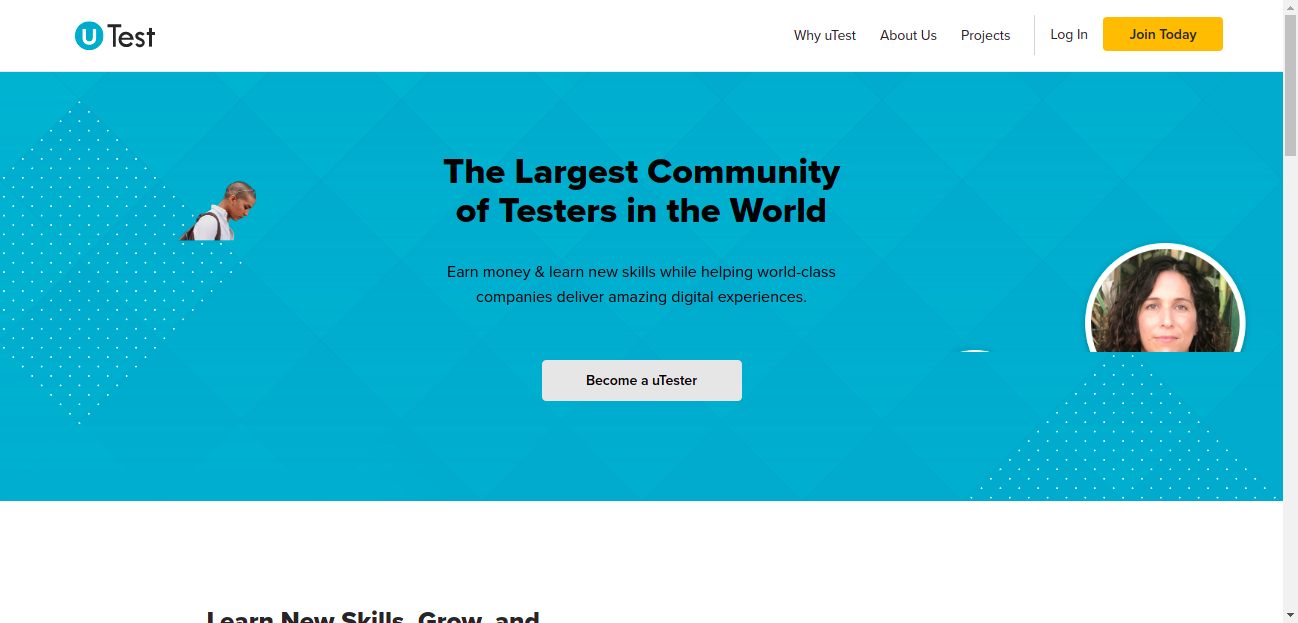 uTest
Why uTest
About Us
Projects
Log In
Join Today
The Largest Community
of Testers in the World
Earn money & learn new skills while helping world-class
companies deliver amazing digital experiences.
Become a uTester
Learn New Skills, Grow, and